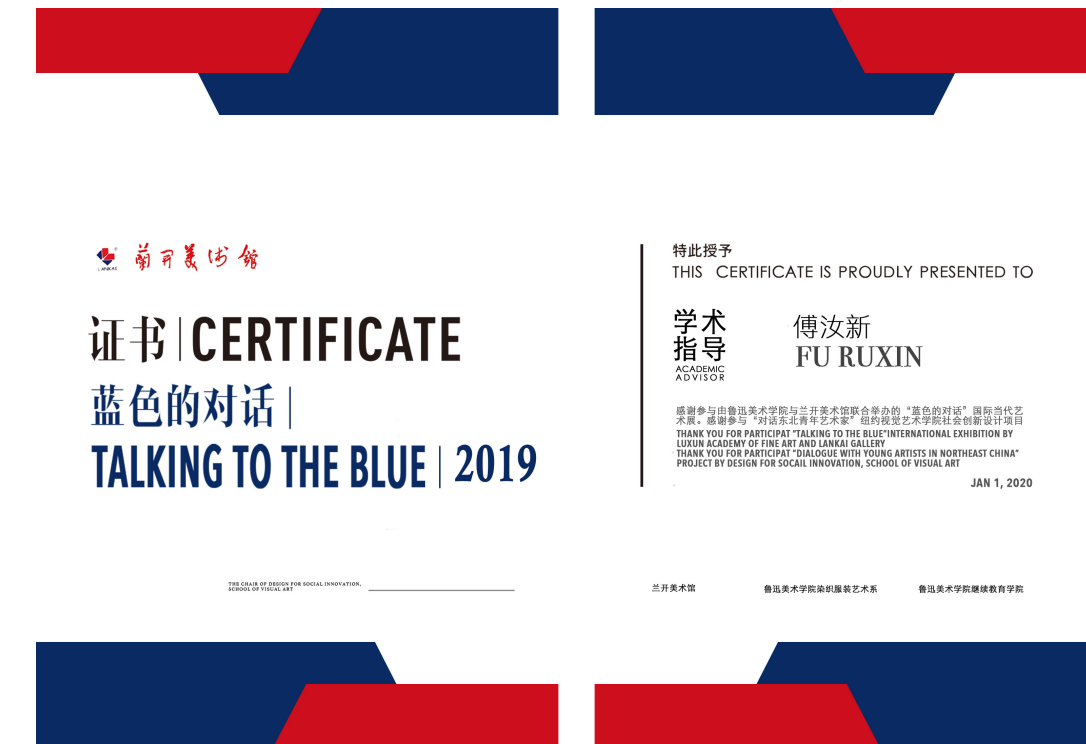 LANKAI
蘭開美術館
证书 | CERTIFICATE
蓝色的对话 |
TALKING TO THE BLUE | 2019
THE CHAIR OF DESIGN FOR SOCIAL INNOVATION,
SCHOOL OF VISUAL ART
特此授予
THIS CERTIFICATE IS PROUDLY PRESENTED TO
学术
指导
ACADEMIC
ADVISOR
傅汝新
FU RUXIN
感谢参与由鲁迅美术学院与兰开美术馆联合举办的“蓝色的对话”国际当代艺
术展。感谢参与“对话东北青年艺术家”纽约视觉艺术学院社会创新设计项目
THANK YOU FOR PARTICIPAT "TALKING TO THE BLUE"INTERNATIONAL EXHIBITION BY
LUXUN ACADEMY OF FINE ART AND LANKAI GALLERY
THANK YOU FOR PARTICIPAT "DIALOGUE WITH YOUNG ARTISTS IN NORTHEAST CHINA"
PROJECT BY DESIGN FOR SOCAIL INNOVATION, SCHOOL OF VISUAL ART
JAN 1, 2020
兰开美术馆
鲁迅美术学院染织服装艺术系
鲁迅美术学院继续教育学院